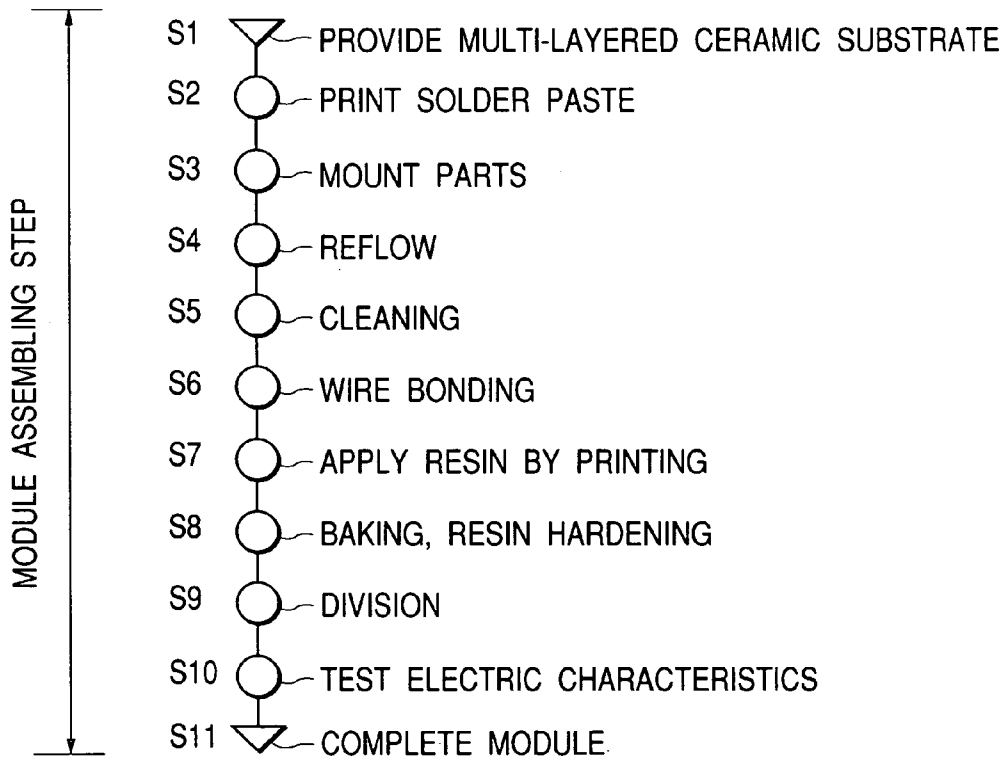 MODULE ASSEMBLING STEP
S1 PROVIDE MULTI-LAYERED CERAMIC SUBSTRATE
S2 PRINT SOLDER PASTE
S3 MOUNT PARTS
S4 REFLOW
S5 CLEANING
S6 WIRE BONDING
S7 APPLY RESIN BY PRINTING
S8 BAKING, RESIN HARDENING
S9 DIVISION
S10 TEST ELECTRIC CHARACTERISTICS
S11 COMPLETE MODULE